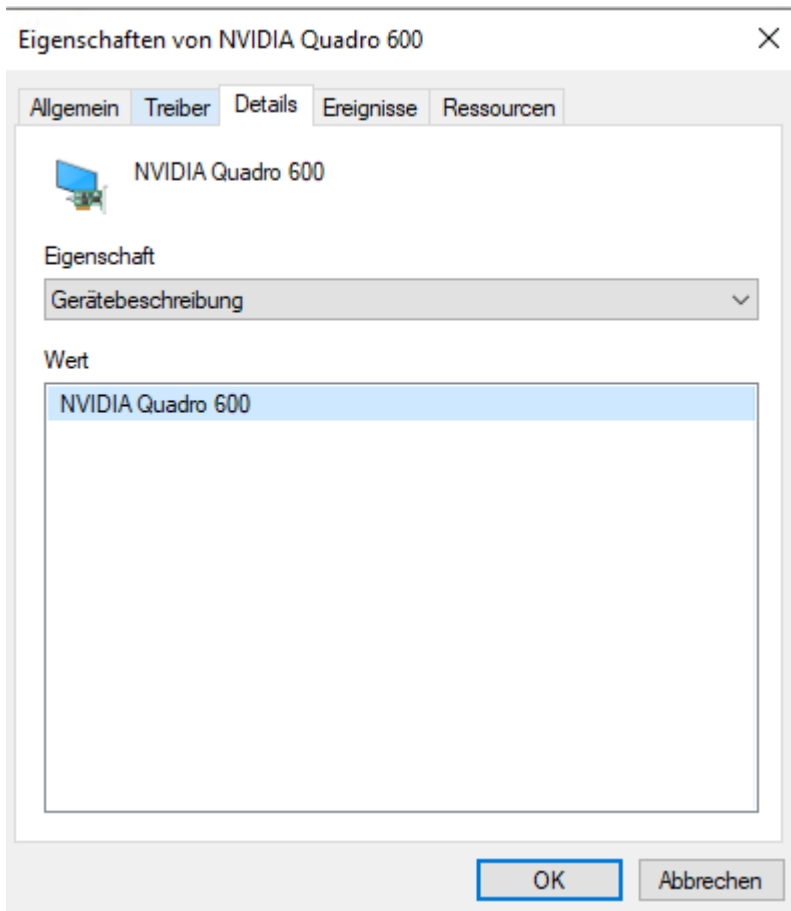 Eigenschaften von NVIDIA Quadro 600
Allgemein Treiber Details Ereignisse Ressourcen
NVIDIA Quadro 600
Eigenschaft
Gerätebeschreibung
Wert
NVIDIA Quadro 600
OK Abbrechen